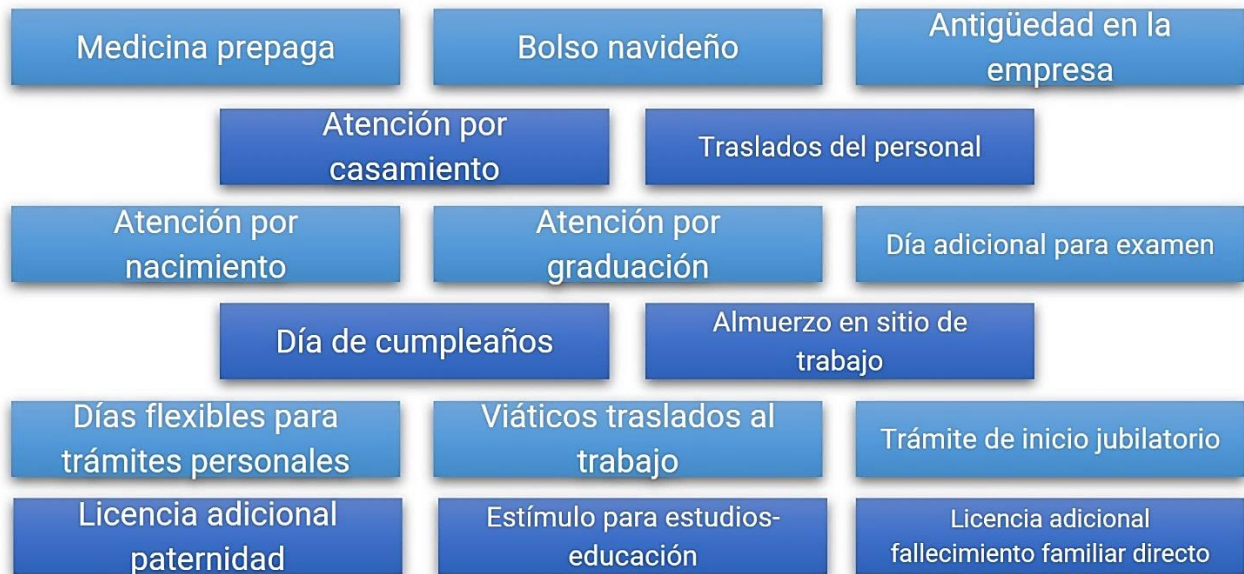 Medicina prepaga
Bolso navideño
Antigüedad en la
empresa
Atención por
casamiento
Traslados del personal
Atención por
nacimiento
Atención por
graduación
Día adicional para examen
Día de cumpleaños
Almuerzo en sitio de
trabajo
Días flexibles para
trámites personales
Viáticos traslados al
trabajo
Trámite de inicio jubilatorio
Licencia adicional
paternidad
Estímulo para estudios-
educación
Licencia adicional
fallecimiento familiar directo